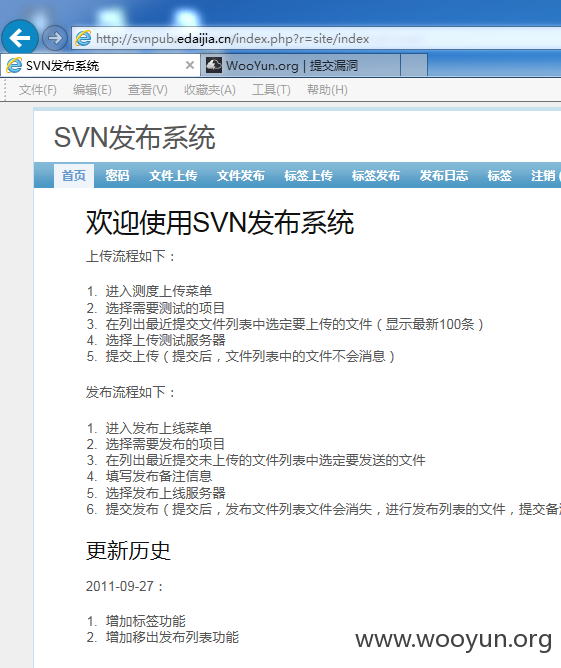 http://svnpub.edaijia.cn/index.php?r=site/index
SVN发布系统 × WooYun.org | 提交漏洞
文件(F) 编辑(E) 查看(V) 收藏夹(A) 工具(T) 帮助(H)
SVN发布系统
首页 密码 文件上传 文件发布 标签上传 标签发布 发布日志 标签 注销 (
欢迎使用SVN发布系统
上传流程如下：
1. 进入测度上传菜单
2. 选择需要测试的项目
3. 在列出最近提交文件列表中选定要上传的文件（显示最新100条）
4. 选择上传测试服务器
5. 提交上传（提交后，文件列表中的文件不会消息）
发布流程如下：
1. 进入发布上线菜单
2. 选择需要发布的项目
3. 在列出最近提交未上传的文件列表中选定要发送的文件
4. 填写发布备注信息
5. 选择发布上线服务器
6. 提交发布（提交后，发布文件列表文件会消失，进行发布列表的文件，提交备
更新历史
2011-09-27：
1. 增加标签功能
2. 增加移出发布列表功能
www.wooyun.org